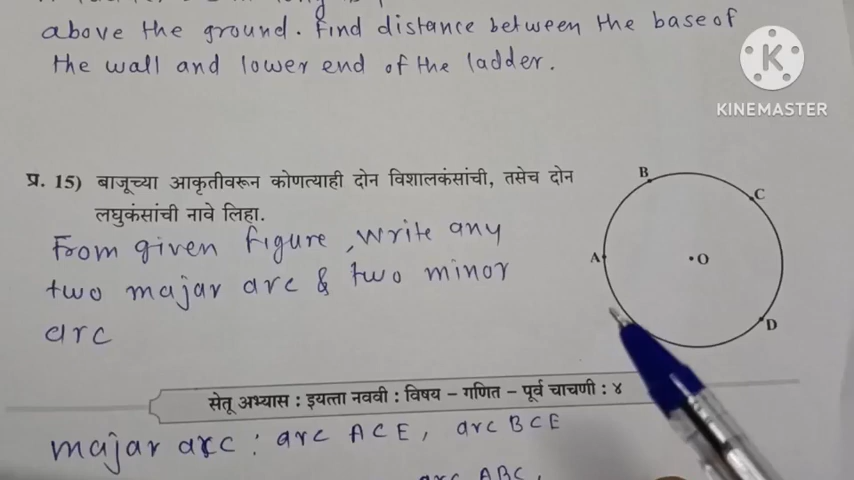 above the ground. Find distance between the base of
the wall and lower end of the ladder.
K
KINEMASTER
प्र. 15) बाजूच्या आकृतीवरून कोणत्याही दोन विशालकंसांची, तसेच दोन
लघुकंसांची नावे लिहा.
From given figure, write any
two majar arc & two minor
arc
B
C
A
O
D
सेतू अभ्यास : इयत्ता नववी : विषय – गणित – पूर्व चाचणी : ४
majar arc : arc ACE, arc BCE
arc ABC,